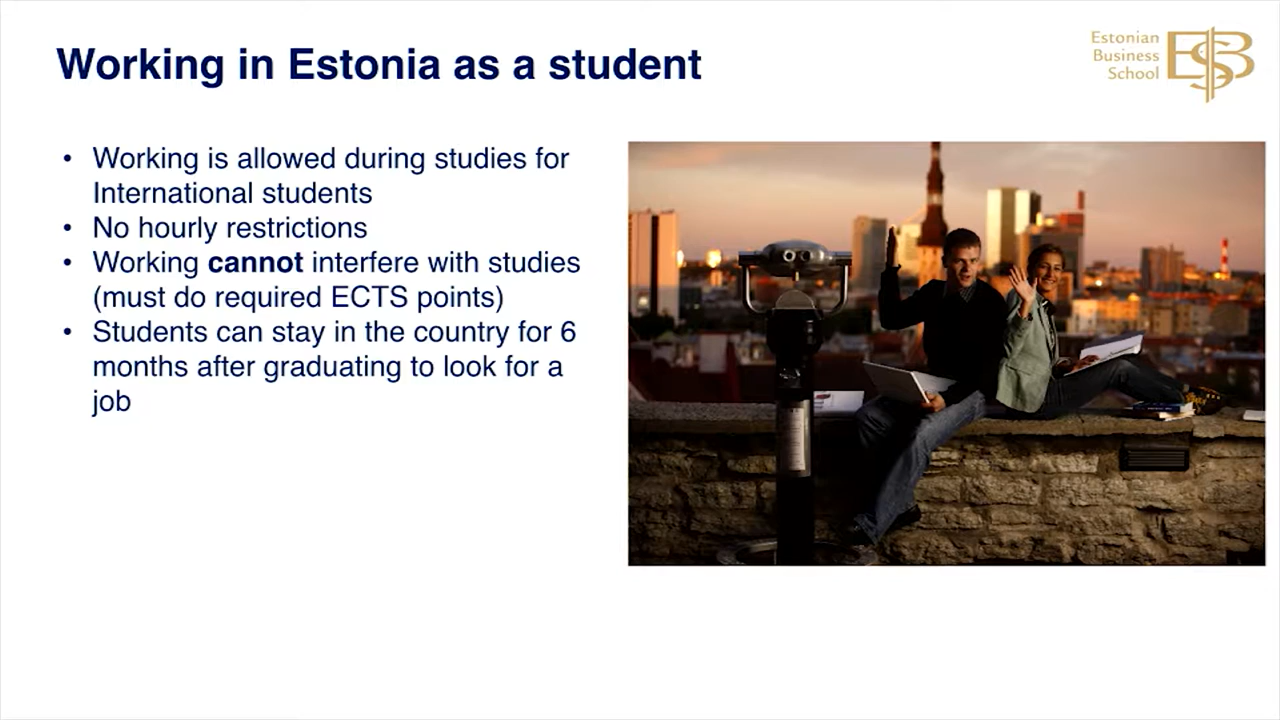 Working in Estonia as a student
Estonian
Business
School
EBS
• Working is allowed during studies for
International students
• No hourly restrictions
• Working cannot interfere with studies
(must do required ECTS points)
• Students can stay in the country for 6
months after graduating to look for a
job